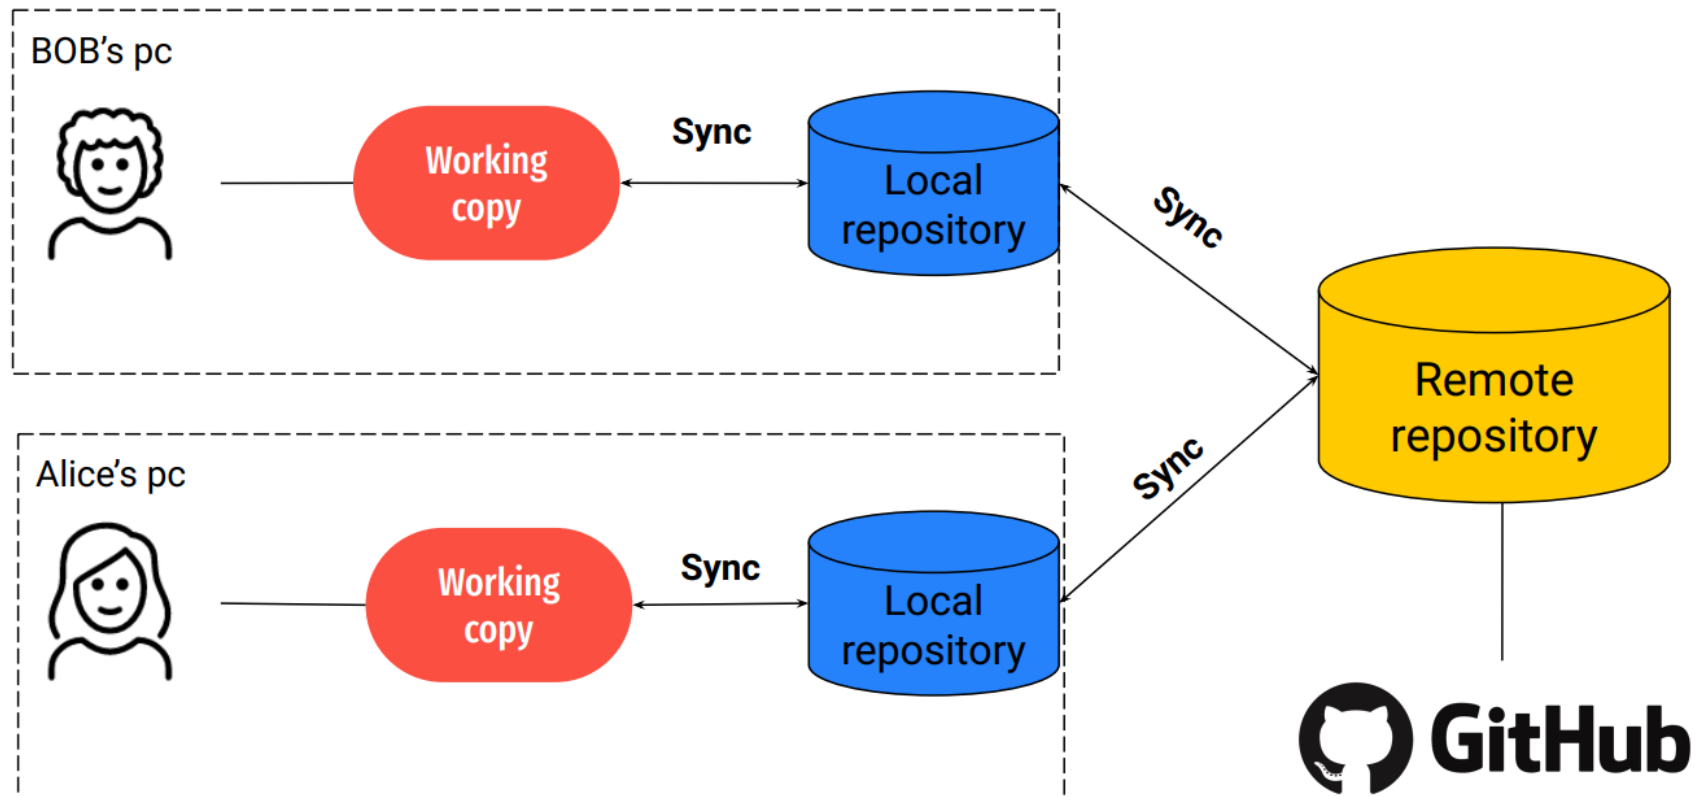 BOB's pc
Working
copy
Sync
Local
repository
Sync
Remote
repository
Alice's pc
Working
copy
Sync
Local
repository
Sync
GitHub